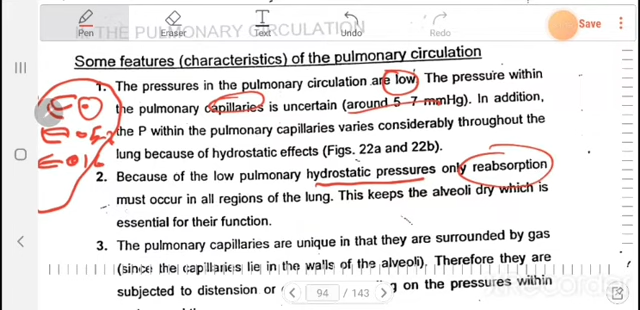 THE PULMONARY CIRCULATION
Pen
Eraser
Text
Undo
Redo
Save
Some features (characteristics) of the pulmonary circulation
1. The pressures in the pulmonary circulation are low. The pressure within
the pulmonary capillaries is uncertain (around 5-7 mmHg). In addition,
the P within the pulmonary capillaries varies considerably throughout the
lung because of hydrostatic effects (Figs. 22a and 22b).
2. Because of the low pulmonary hydrostatic pressures only reabsorption
must occur in all regions of the lung. This keeps the alveoli dry which is
essential for their function.
3. The pulmonary capillaries are unique in that they are surrounded by gas
(since the capillaries lie in the walls of the alveoli). Therefore they are
subjected to distension or
on the pressures within
94 / 143